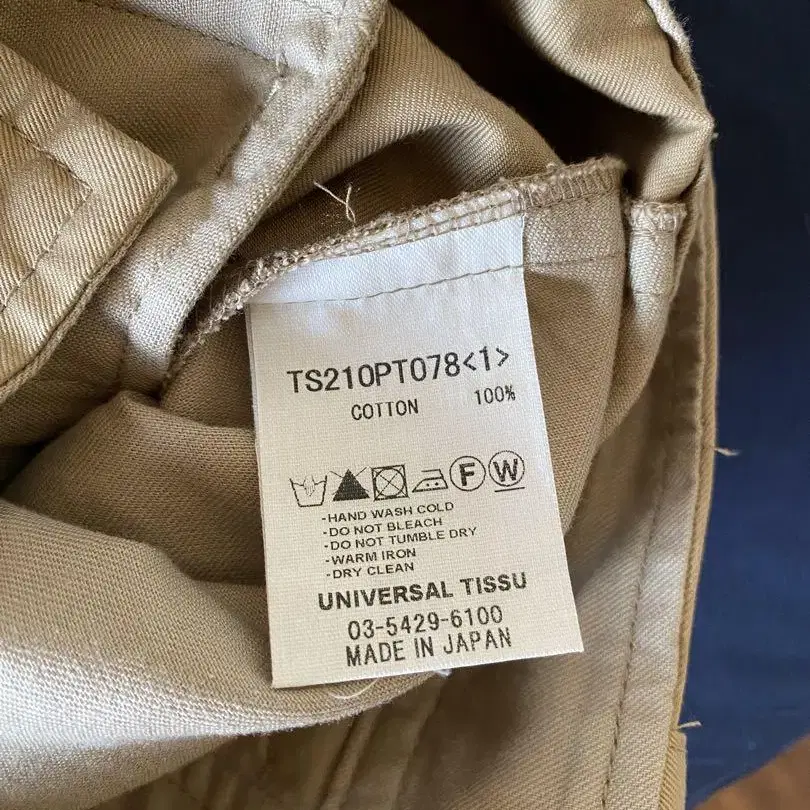 TS210PT078<1>
COTTON 100%
F W
-HAND WASH COLD
-DO NOT BLEACH
-DO NOT TUMBLE DRY
-WARM IRON
-DRY CLEAN
UNIVERSAL TISSU
03-5429-6100
MADE IN JAPAN